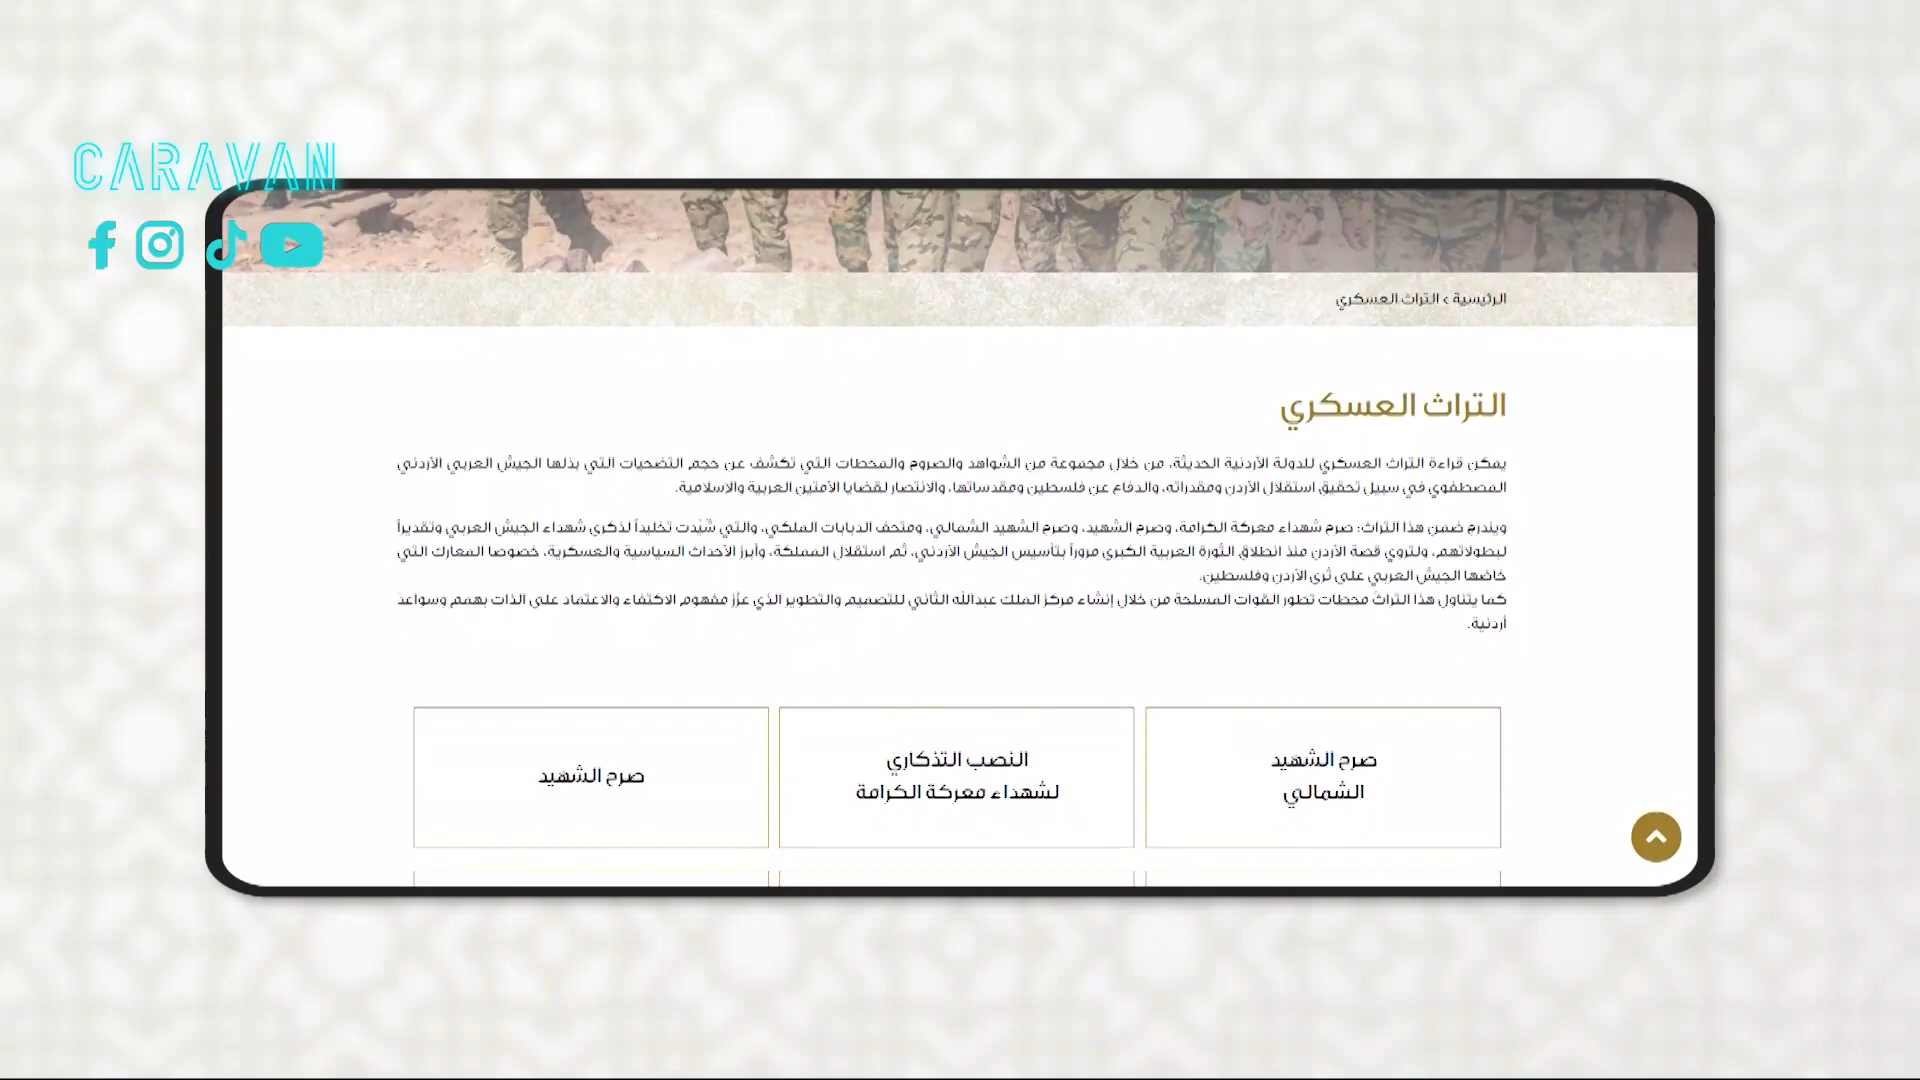 CARAVAN
الرئيسية > التراث العسكري
التراث العسكري
يمكن قراءة التراث العسكري للدولة الأردنية الحديثة، من خلال مجموعة من الشواهد والصروح والمحطات التي تكشف عن حجم التضحيات التي بذلها الجيش العربي الأردني
المصطفوي في سبيل تحقيق استقلال الأردن ومقدراته، والدفاع عن فلسطين ومقدساتها، والانتصار لقضايا الأمتين العربية والإسلامية.
ويندرج ضمن هذا التراث: صرح شهداء معركة الكرامة، وصرح الشهيد، وصرح الشهيد الشمالي، ومتحف الدبابات الملكي، والتي شُيّدت تخليداً لذكرى شهداء الجيش العربي وتقديراً
لبطولاتهم، ولتروي قصة الأردن منذ انطلاق الثورة العربية الكبرى مروراً بتأسيس الجيش الأردني، ثم استقلال المملكة، وأبرز الأحداث السياسية والعسكرية، خصوصا المعارك التي
خاضها الجيش العربي على ثرى الأردن وفلسطين.
كما يتناول هذا التراث محطات تطور القوات المسلحة من خلال إنشاء مركز الملك عبدالله الثاني للتصميم والتطوير الذي عزّز مفهوم الاكتفاء والاعتماد على الذات بهمم وسواعد
أردنية.
صرح الشهيد
الشمالي
النصب التذكاري
لشهداء معركة الكرامة
صرح الشهيد